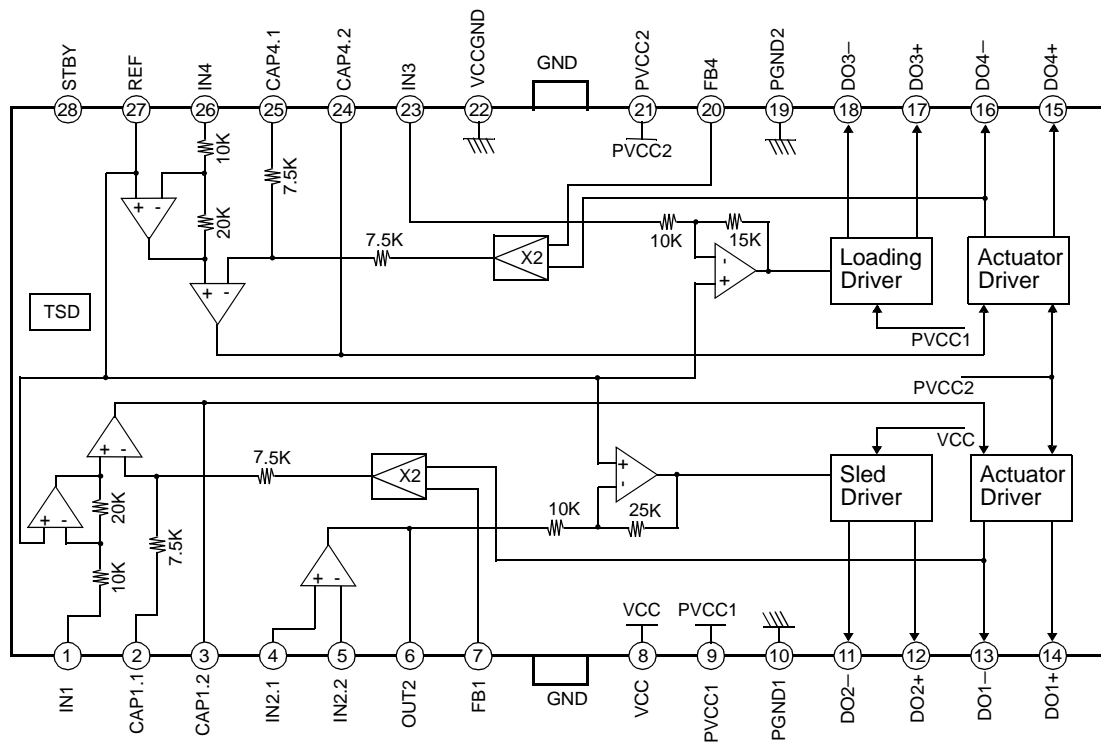 STBY
REF
IN4
CAP4.1
CAP4.2
IN3
VCCGND
GND
PVCC2
FB4
PGND2
DO3−
DO3+
DO4−
DO4+
28
27
26
25
24
23
22
21
20
19
18
17
16
15
PVCC2
10K
7.5K
20K
+ -
7.5K
X2
10K
15K
-
+
Loading
Driver
Actuator
Driver
+ -
TSD
PVCC1
PVCC2
VCC
+ -
7.5K
X2
+
-
Sled
Driver
Actuator
Driver
20K
+ -
7.5K
10K
25K
10K
+ -
VCC
PVCC1
1
2
3
4
5
6
7
8
9
10
11
12
13
14
IN1
CAP1.1
CAP1.2
IN2.1
IN2.2
OUT2
FB1
GND
VCC
PVCC1
PGND1
DO2−
DO2+
DO1−
DO1+